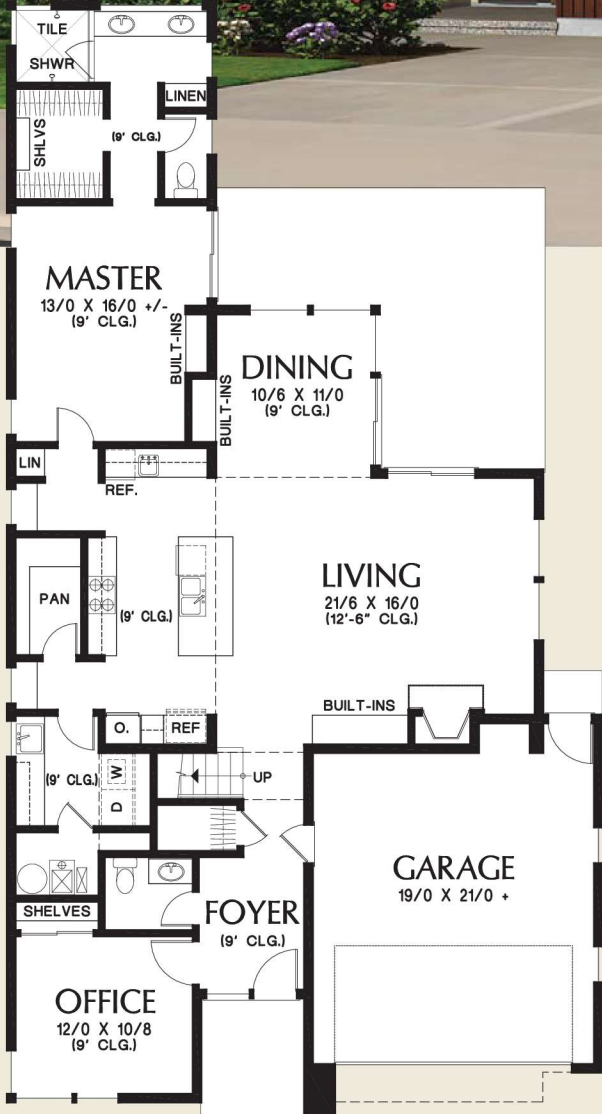 TILE
SHWR
LINEN
SHLVS
(9' CLG.)
MASTER
13/0 X 16/0 +/-
(9' CLG.)
BUILT-INS
BUILT-INS
DINING
10/6 X 11/0
(9' CLG.)
LIN
REF.
PAN
(9' CLG.)
LIVING
21/6 X 16/0
(12'-6" CLG.)
BUILT-INS
O.
REF
(9' CLG.)
W
D
UP
GARAGE
19/0 X 21/0 +
SHELVES
FOYER
(9' CLG.)
OFFICE
12/0 X 10/8
(9' CLG.)